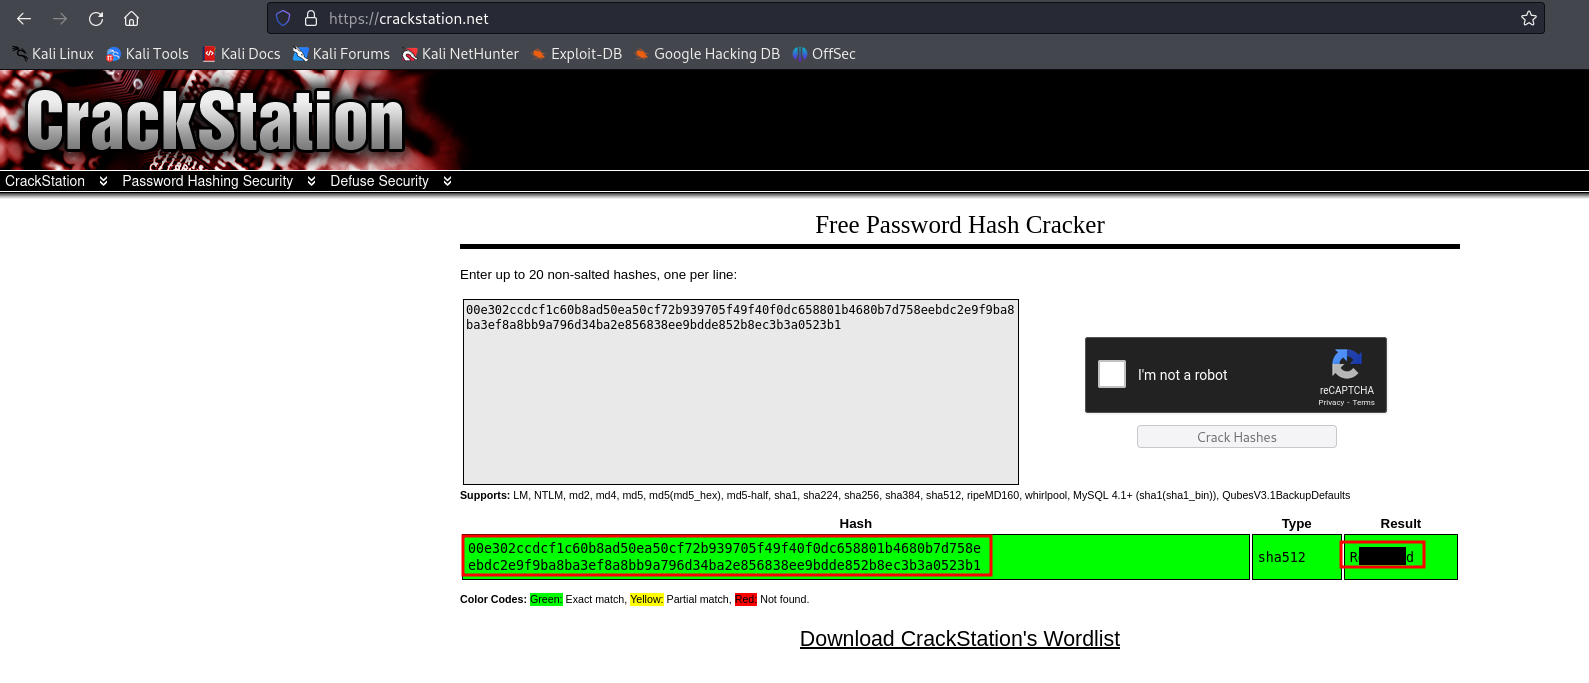 https://crackstation.net
Kali Linux Kali Tools Kali Docs Kali Forums Kali NetHunter Exploit-DB Google Hacking DB OffSec
CrackStation
CrackStation Password Hashing Security Defuse Security
Free Password Hash Cracker
Enter up to 20 non-salted hashes, one per line:
00e302ccdcf1c60b8ad50ea50cf72b939705f49f40f0dc658801b4680b7d758eebdc2e9f9ba8
ba3ef8a8bb9a796d34ba2e856838ee9bdde852b8ec3b3a0523b1
I'm not a robot
reCAPTCHA
Privacy - Terms
Crack Hashes
Supports: LM, NTLM, md2, md4, md5, md5(md5_hex), md5-half, sha1, sha224, sha256, sha384, sha512, ripeMD160, whirlpool, MySQL 4.1+ (sha1(sha1_bin)), QubesV3.1BackupDefaults
Hash Type Result
00e302ccdcf1c60b8ad50ea50cf72b939705f49f40f0dc658801b4680b7d758e
ebdc2e9f9ba8ba3ef8a8bb9a796d34ba2e856838ee9bdde852b8ec3b3a0523b1
sha512
Color Codes: Green: Exact match, Yellow: Partial match, Red: Not found.
Download CrackStation's Wordlist